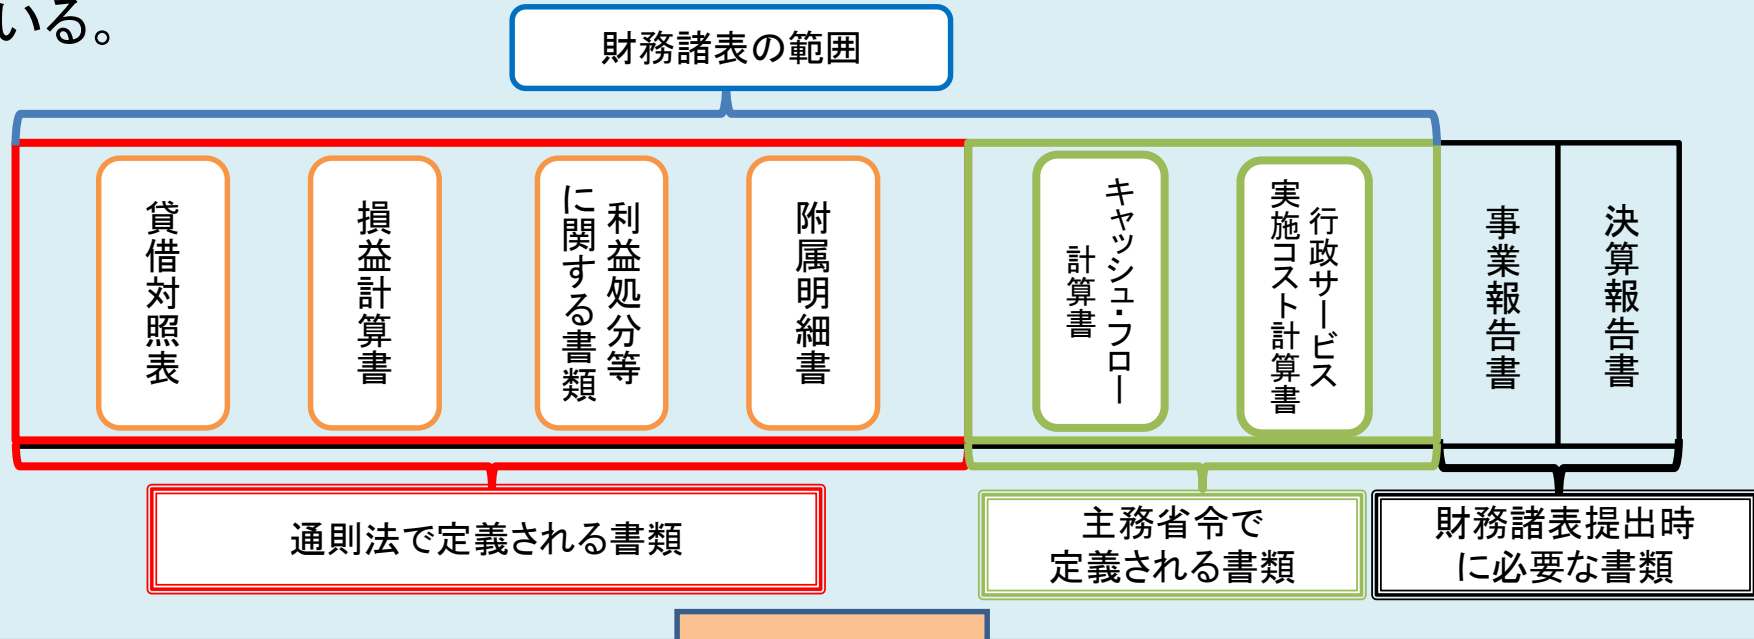 いる。
財務諸表の範囲
貸借対照表
損益計算書
利益処分等
に関する書類
附属明細書
キャッシュ・フロー
計算書
行政サービス
実施コスト計算書
事業報告書
決算報告書
通則法で定義される書類
主務省令で
定義される書類
財務諸表提出時
に必要な書類